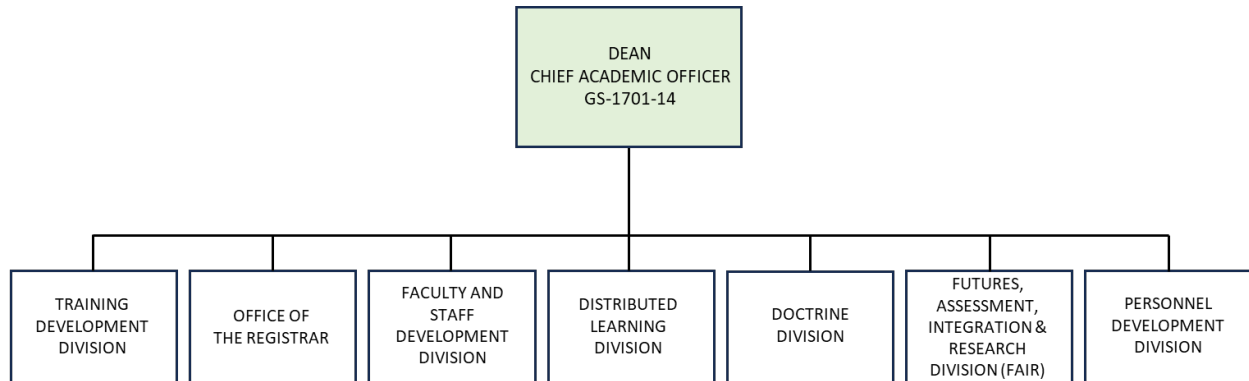 DEAN
CHIEF ACADEMIC OFFICER
GS-1701-14
TRAINING
DEVELOPMENT
DIVISION
OFFICE OF
THE REGISTRAR
FACULTY AND
STAFF
DEVELOPMENT
DIVISION
DISTRIBUTED
LEARNING
DIVISION
DOCTRINE
DIVISION
FUTURES,
ASSESSMENT,
INTEGRATION &
RESEARCH
DIVISION (FAIR)
PERSONNEL
DEVELOPMENT
DIVISION